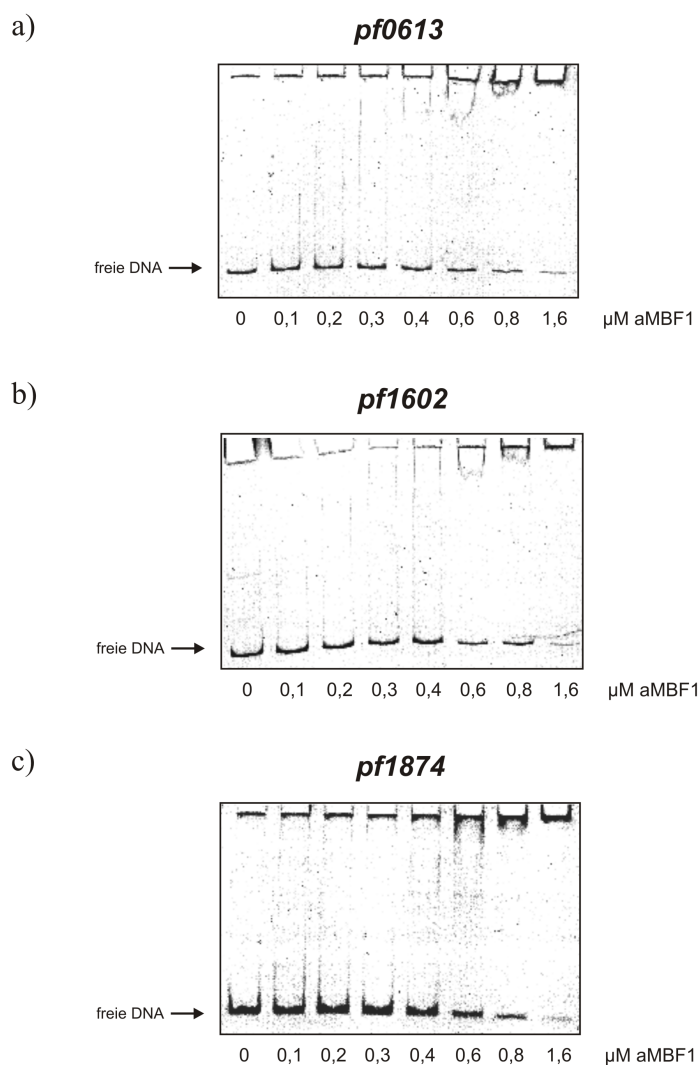 a)
pf0613
freie DNA
0 0,1 0,2 0,3 0,4 0,6 0,8 1,6 µM aMBF1
b)
pf1602
freie DNA
0 0,1 0,2 0,3 0,4 0,6 0,8 1,6 µM aMBF1
c)
pf1874
freie DNA
0 0,1 0,2 0,3 0,4 0,6 0,8 1,6 µM aMBF1